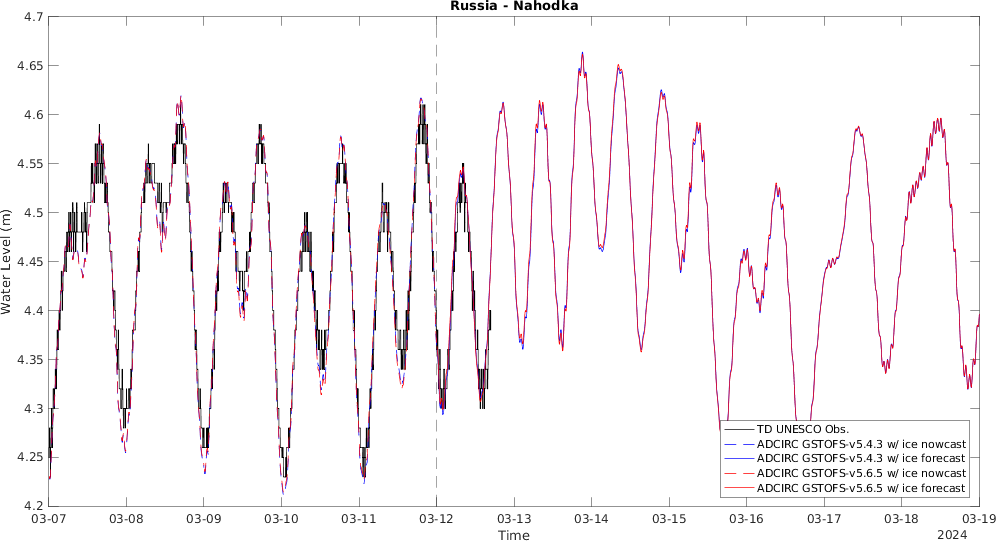 Russia - Nahodka
4.7
4.65
4.6
4.55
4.5
4.45
4.4
4.35
4.3
4.25
4.2
Water Level (m)
TD UNESCO Obs.
ADCIRC GSTOFS-v5.4.3 w/ ice nowcast
ADCIRC GSTOFS-v5.4.3 w/ ice forecast
ADCIRC GSTOFS-v5.6.5 w/ ice nowcast
ADCIRC GSTOFS-v5.6.5 w/ ice forecast
03-07 03-08 03-09 03-10 03-11 03-12 03-13 03-14 03-15 03-16 03-17 03-18 03-19
Time
2024